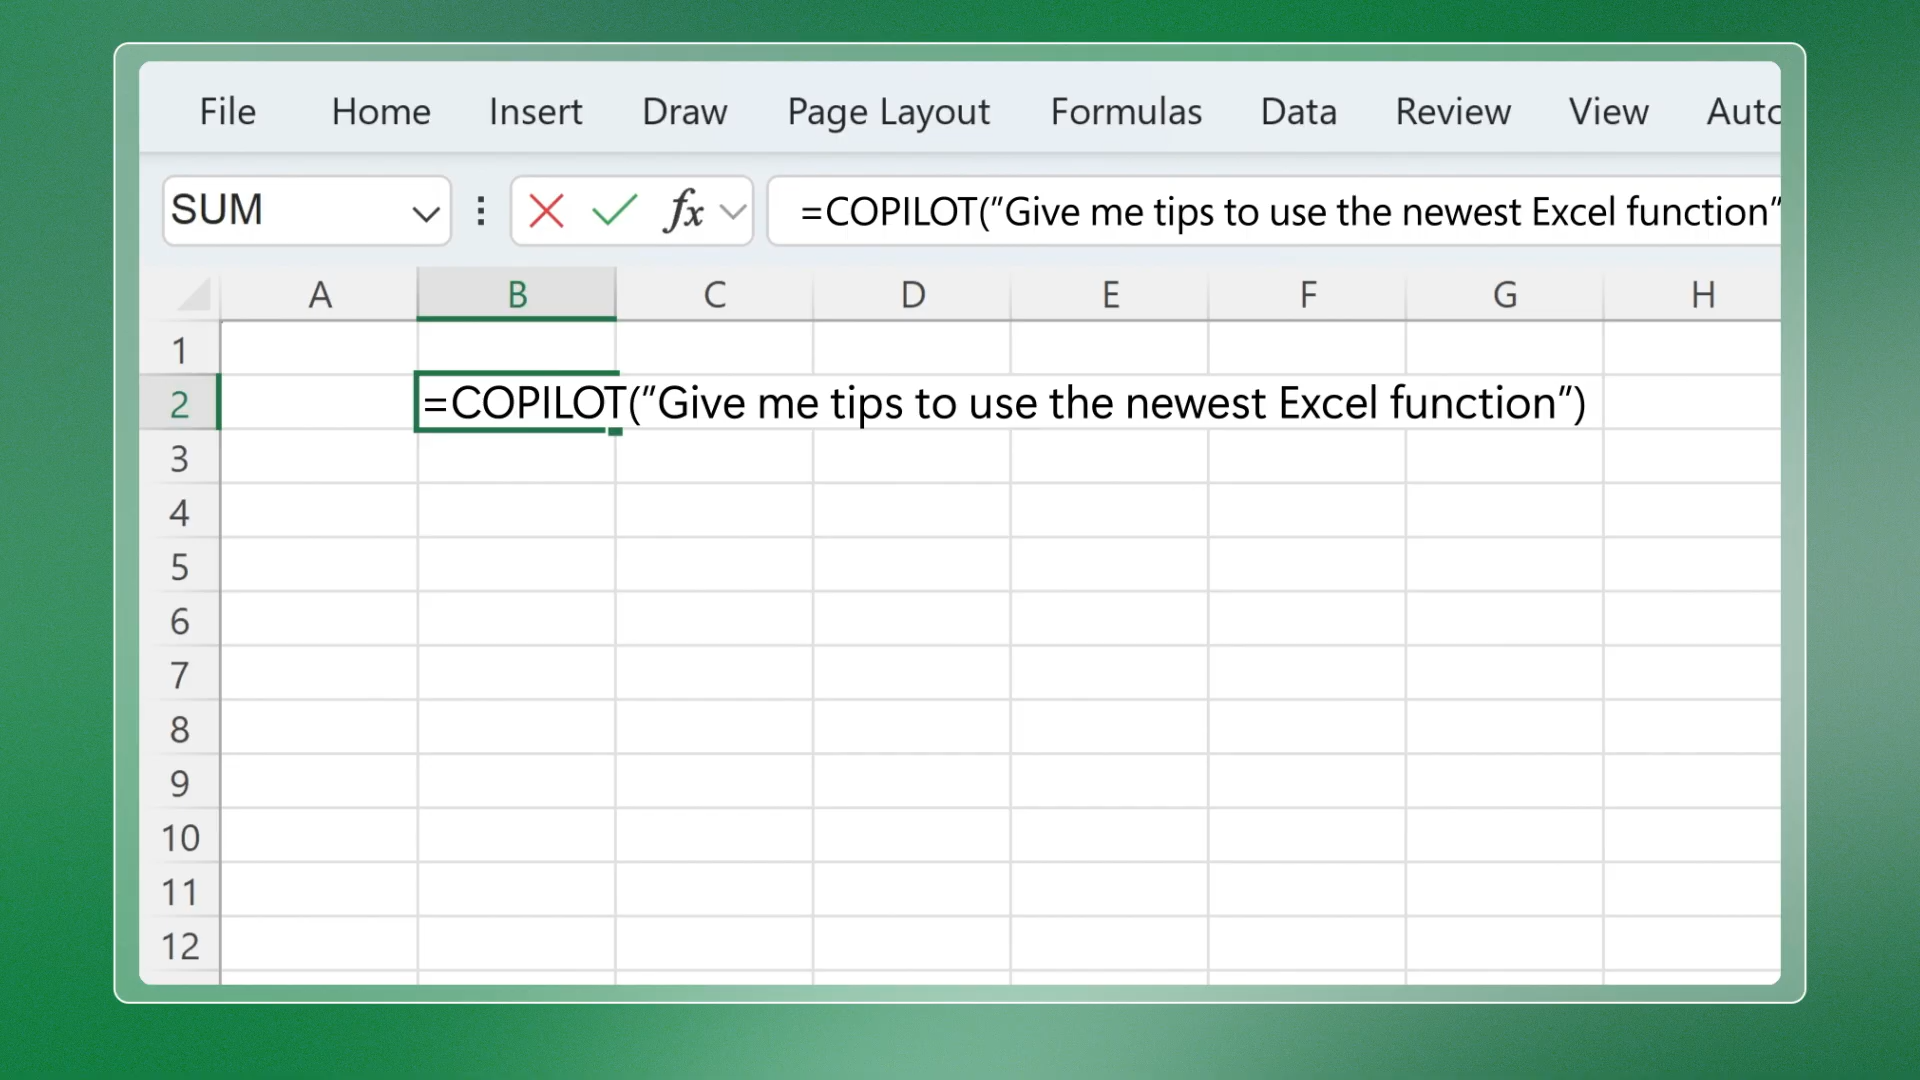 File Home Insert Draw Page Layout Formulas Data Review View Auto
SUM fx =COPILOT("Give me tips to use the newest Excel function"
A B C D E F G H
1
2 =COPILOT("Give me tips to use the newest Excel function")
3
4
5
6
7
8
9
10
11
12